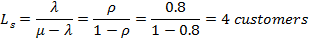 L_s = λ / (μ − λ) = ρ / (1 − ρ) = 0.8 / (1 − 0.8) = 4 customers